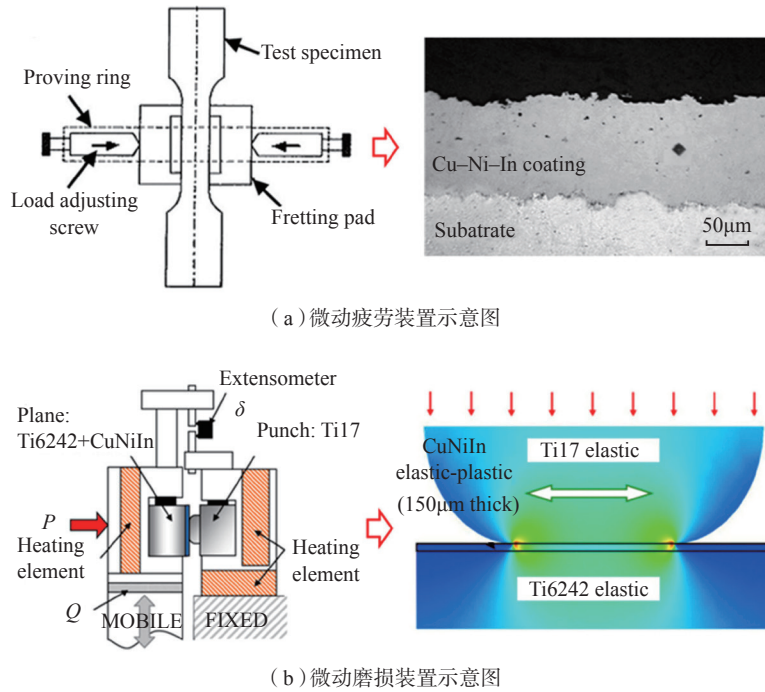 Test specimen
Proving ring
Load adjusting
screw
Fretting pad
Cu–Ni–In coating
Subatrate
50μm
(a)微动疲劳装置示意图
Extensometer
δ
Plane:
Ti6242+CuNiIn
Punch: Ti17
P
Heating
element
Heating
element
Q
MOBILE
FIXED
CuNiIn
elastic-plastic
(150μm thick)
Ti17 elastic
Ti6242 elastic
(b)微动磨损装置示意图